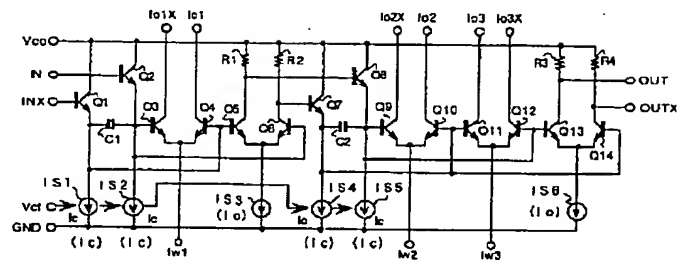 Io1X Io1 Io2X Io2 Io3 Io3X
Vcc
R1 R2 R3 R4
IN Q2 Q8 OUT
INX Q1 Q7 OUTX
Q3 Q4 Q5 Q6 Q9 Q10 Q11 Q12 Q13 Q14
C1 C2
IS1 IS2 IS3 IS4 IS5 IS6
(Io) (Io)
Vct Ic Ic Ic
GND
(Ic) (Ic) (Ic) (Ic)
Iw1 Iw2 Iw3